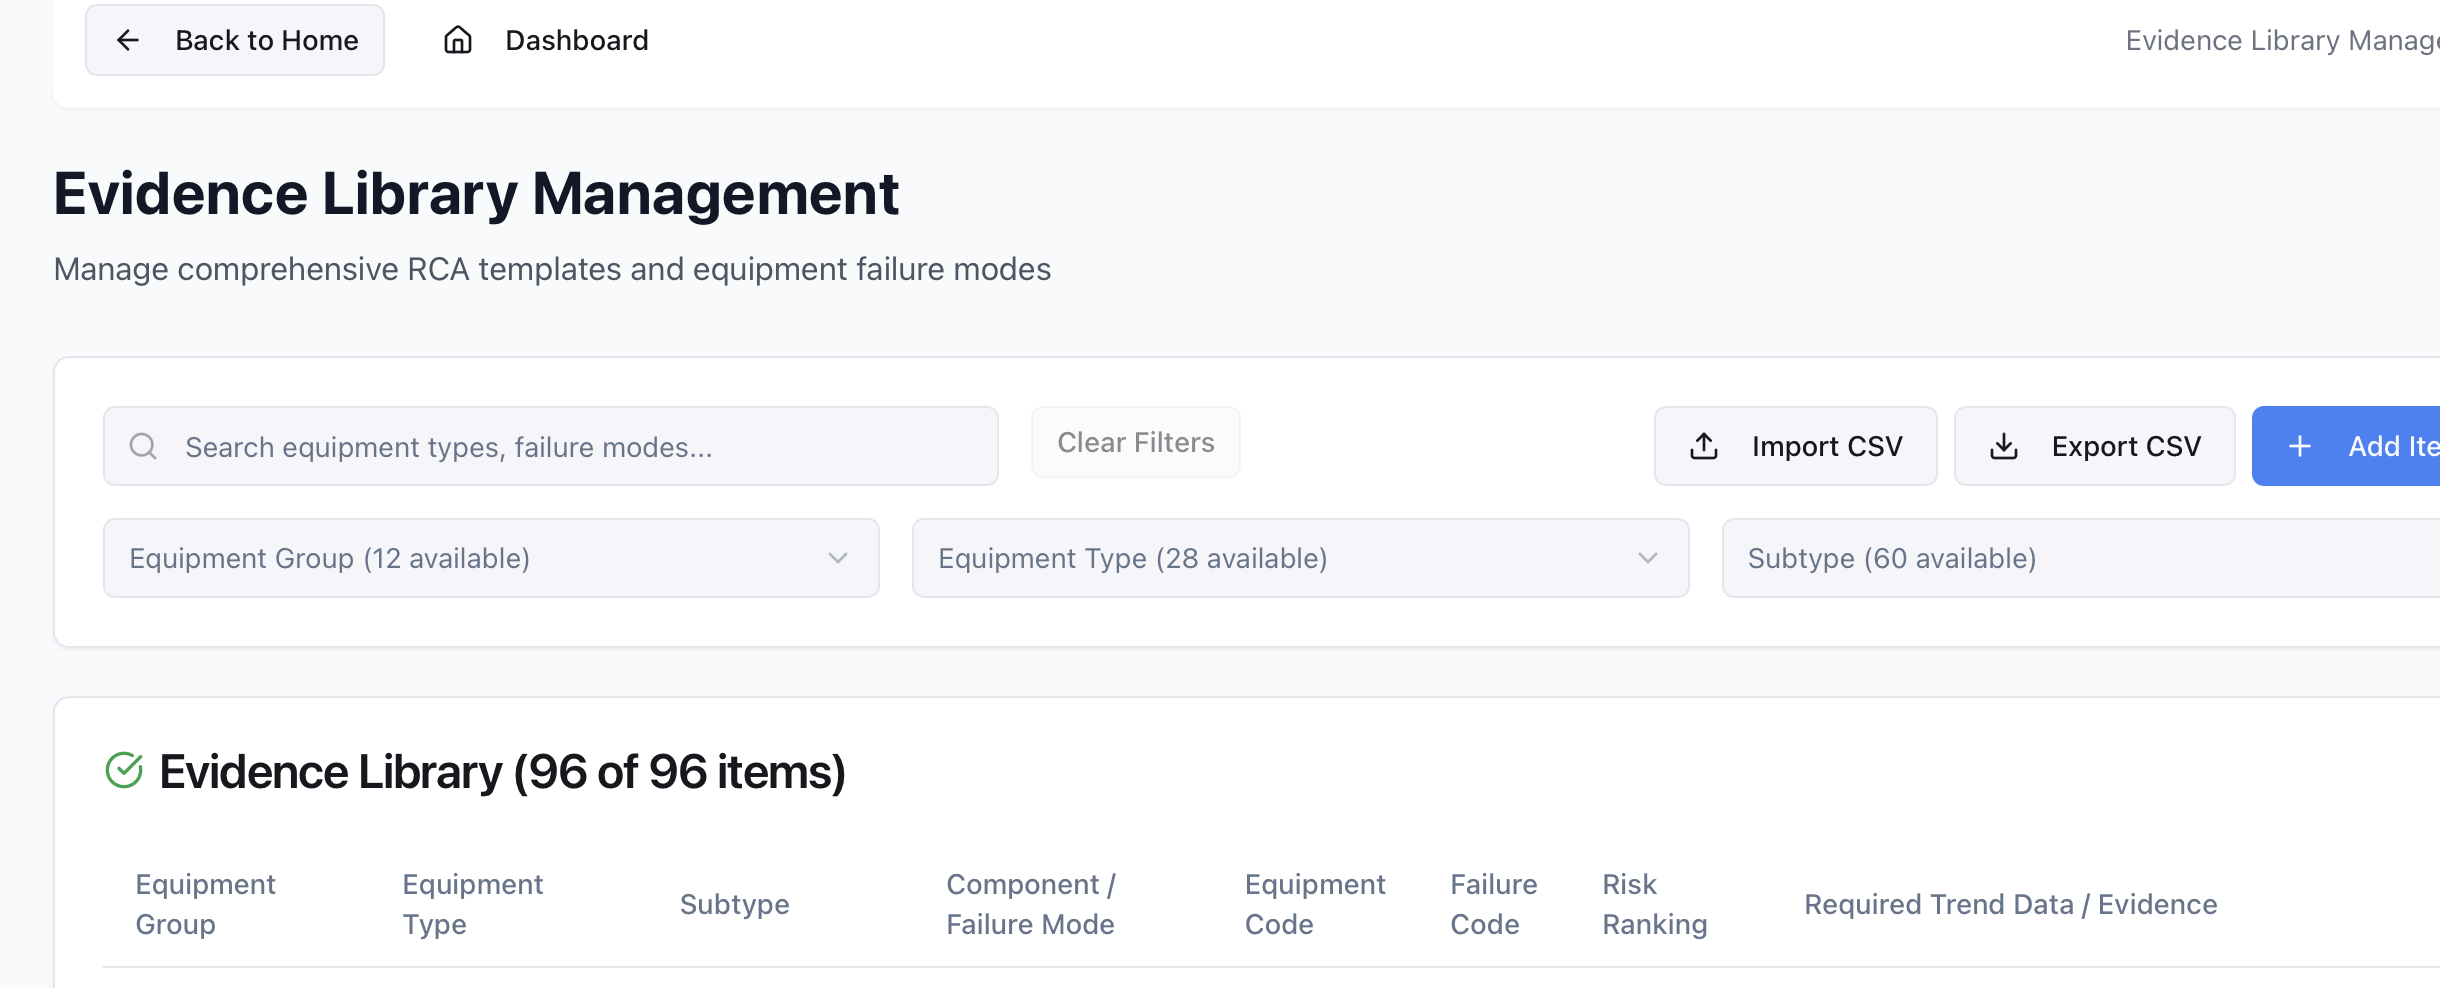 Back to Home
Dashboard
Evidence Library Manage
Evidence Library Management
Manage comprehensive RCA templates and equipment failure modes
Search equipment types, failure modes...
Clear Filters
Import CSV
Export CSV
Add Ite
Equipment Group (12 available)
Equipment Type (28 available)
Subtype (60 available)
Evidence Library (96 of 96 items)
Equipment
Group
Equipment
Type
Subtype
Component /
Failure Mode
Equipment
Code
Failure
Code
Risk
Ranking
Required Trend Data / Evidence